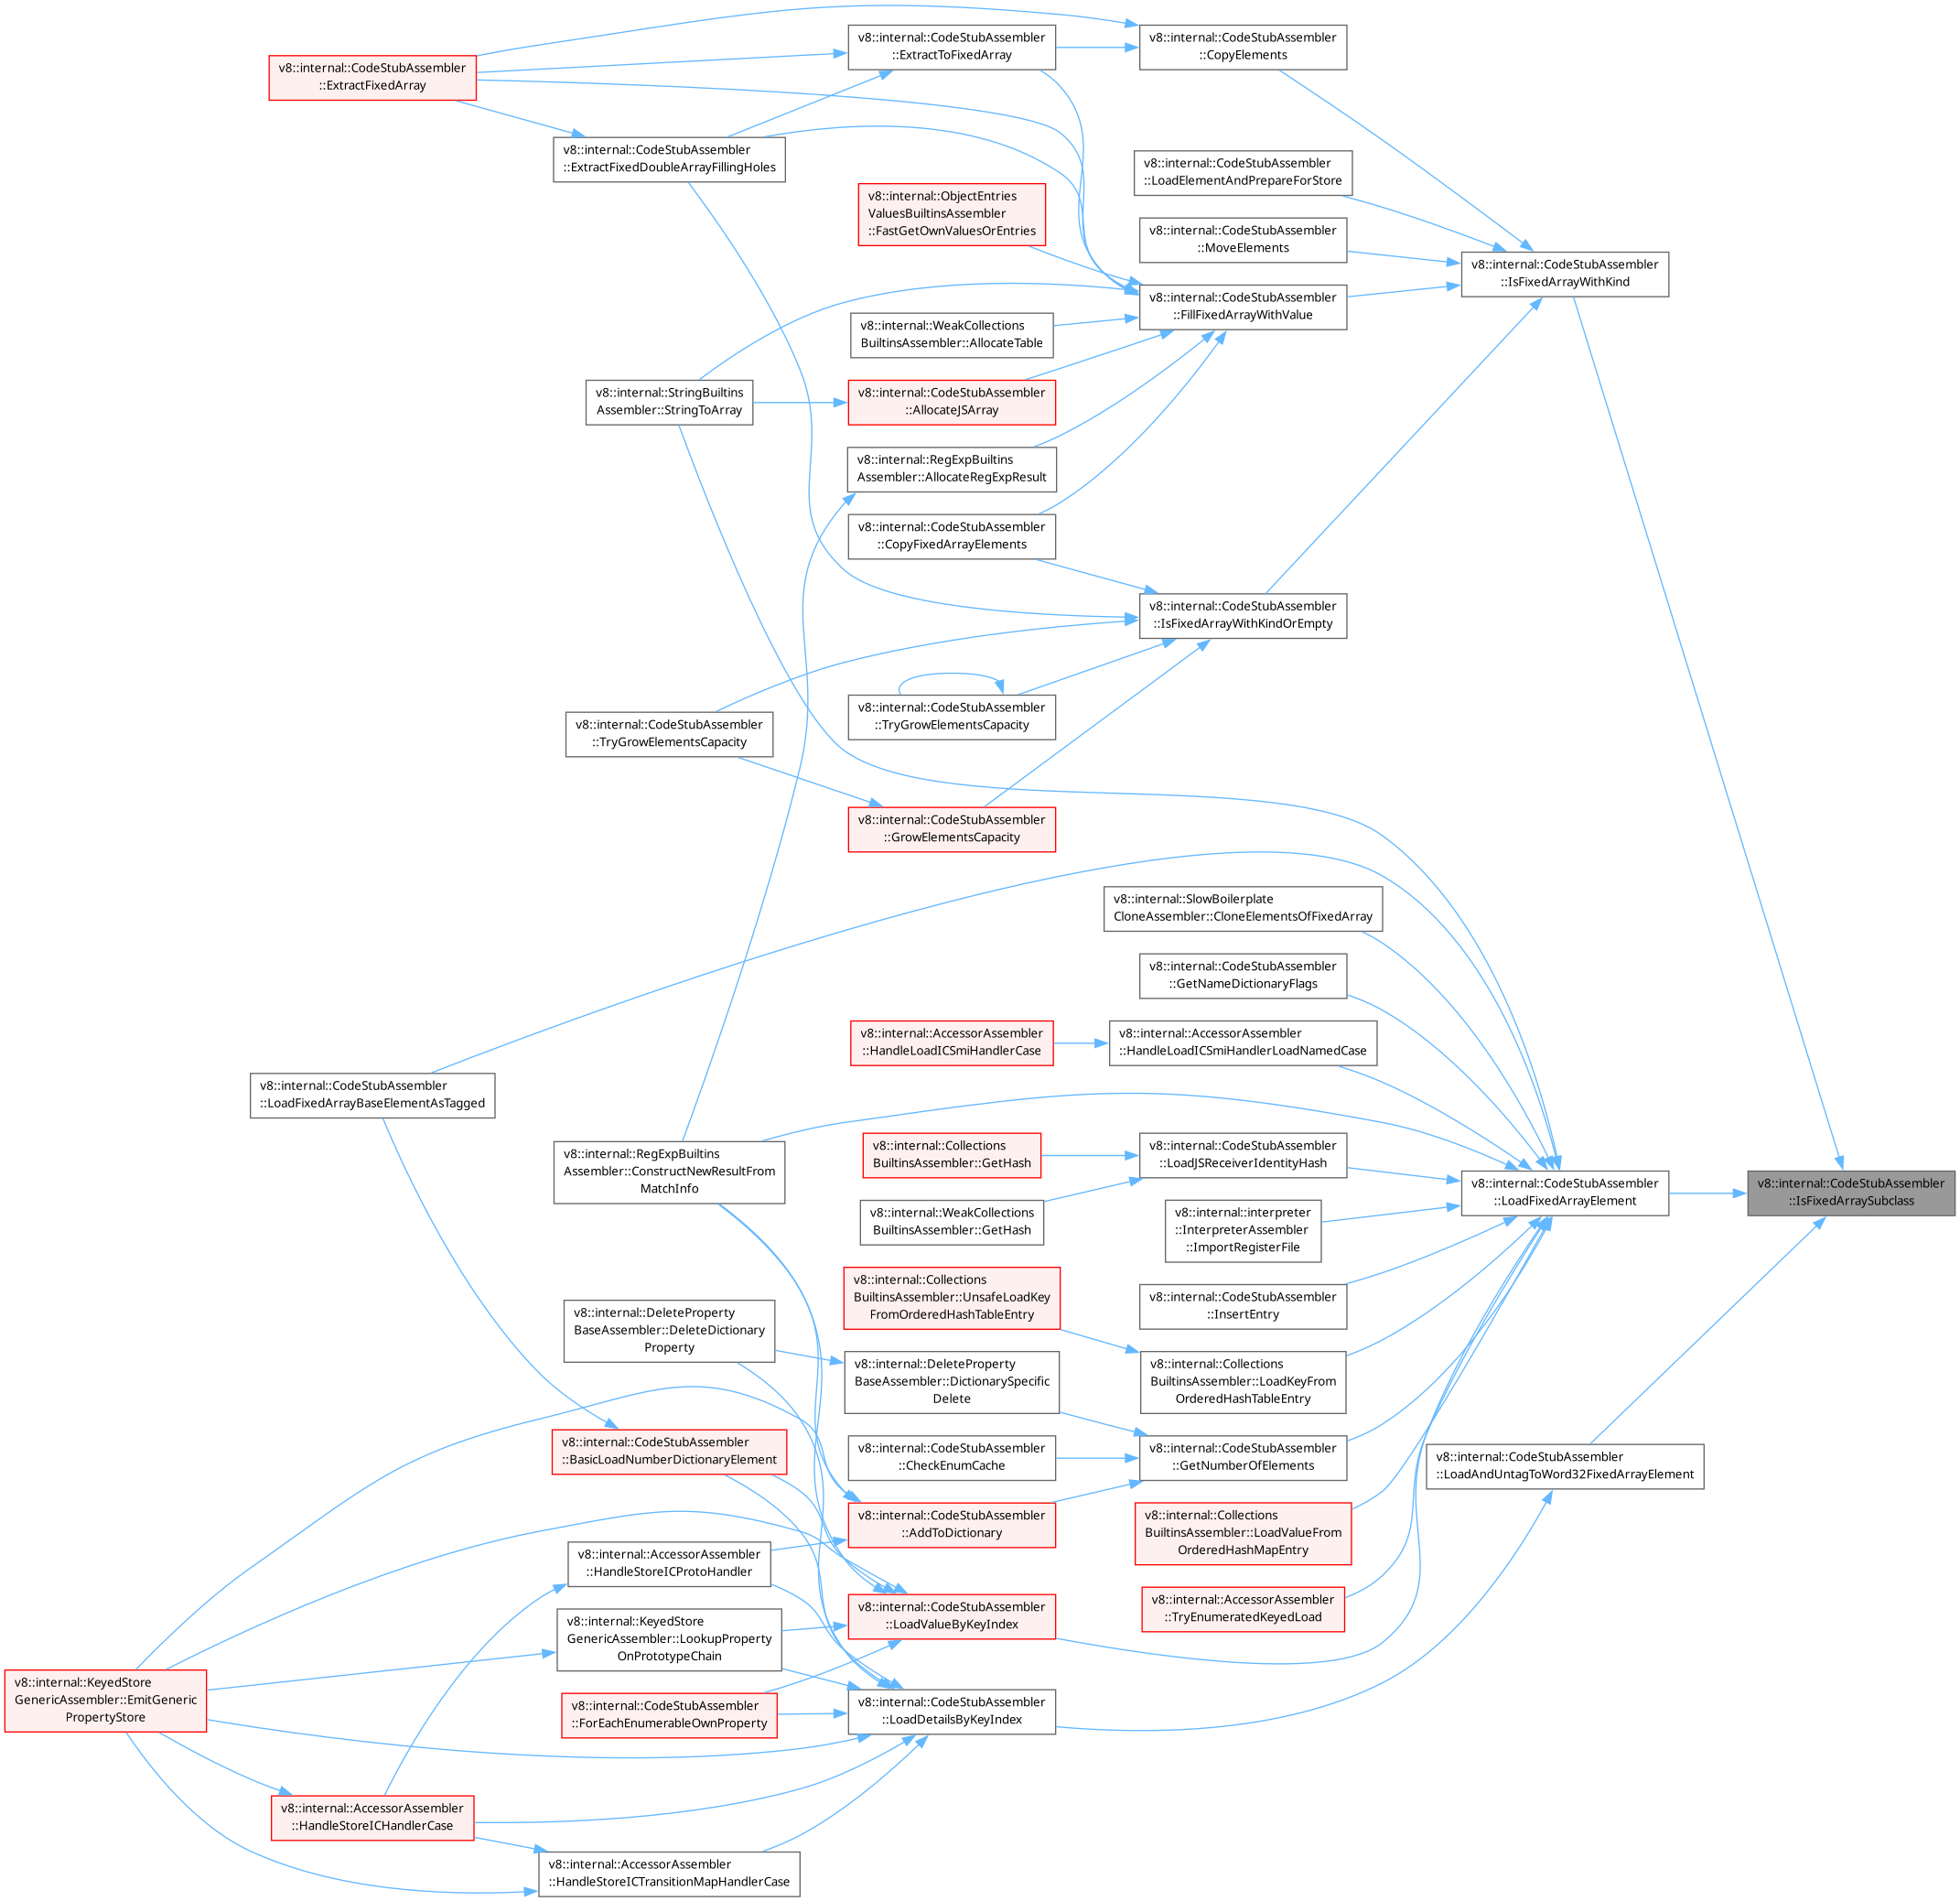 v8::internal::CodeStubAssembler
::ExtractToFixedArray
v8::internal::CodeStubAssembler
::CopyElements
v8::internal::CodeStubAssembler
::ExtractFixedArray
v8::internal::CodeStubAssembler
::ExtractFixedDoubleArrayFillingHoles
v8::internal::CodeStubAssembler
::LoadElementAndPrepareForStore
v8::internal::ObjectEntries
ValuesBuiltinsAssembler
::FastGetOwnValuesOrEntries
v8::internal::CodeStubAssembler
::MoveElements
v8::internal::CodeStubAssembler
::IsFixedArrayWithKind
v8::internal::CodeStubAssembler
::FillFixedArrayWithValue
v8::internal::WeakCollections
BuiltinsAssembler::AllocateTable
v8::internal::StringBuiltins
Assembler::StringToArray
v8::internal::CodeStubAssembler
::AllocateJSArray
v8::internal::RegExpBuiltins
Assembler::AllocateRegExpResult
v8::internal::CodeStubAssembler
::CopyFixedArrayElements
v8::internal::CodeStubAssembler
::IsFixedArrayWithKindOrEmpty
v8::internal::CodeStubAssembler
::TryGrowElementsCapacity
v8::internal::CodeStubAssembler
::TryGrowElementsCapacity
v8::internal::CodeStubAssembler
::GrowElementsCapacity
v8::internal::SlowBoilerplate
CloneAssembler::CloneElementsOfFixedArray
v8::internal::CodeStubAssembler
::GetNameDictionaryFlags
v8::internal::AccessorAssembler
::HandleLoadICSmiHandlerCase
v8::internal::AccessorAssembler
::HandleLoadICSmiHandlerLoadNamedCase
v8::internal::CodeStubAssembler
::LoadFixedArrayBaseElementAsTagged
v8::internal::RegExpBuiltins
Assembler::ConstructNewResultFrom
MatchInfo
v8::internal::Collections
BuiltinsAssembler::GetHash
v8::internal::CodeStubAssembler
::LoadJSReceiverIdentityHash
v8::internal::CodeStubAssembler
::LoadFixedArrayElement
v8::internal::CodeStubAssembler
::IsFixedArraySubclass
v8::internal::WeakCollections
BuiltinsAssembler::GetHash
v8::internal::interpreter
::InterpreterAssembler
::ImportRegisterFile
v8::internal::Collections
BuiltinsAssembler::UnsafeLoadKey
FromOrderedHashTableEntry
v8::internal::CodeStubAssembler
::InsertEntry
v8::internal::DeleteProperty
BaseAssembler::DeleteDictionary
Property
v8::internal::DeleteProperty
BaseAssembler::DictionarySpecific
Delete
v8::internal::Collections
BuiltinsAssembler::LoadKeyFrom
OrderedHashTableEntry
v8::internal::CodeStubAssembler
::BasicLoadNumberDictionaryElement
v8::internal::CodeStubAssembler
::CheckEnumCache
v8::internal::CodeStubAssembler
::GetNumberOfElements
v8::internal::CodeStubAssembler
::LoadAndUntagToWord32FixedArrayElement
v8::internal::CodeStubAssembler
::AddToDictionary
v8::internal::Collections
BuiltinsAssembler::LoadValueFrom
OrderedHashMapEntry
v8::internal::AccessorAssembler
::HandleStoreICProtoHandler
v8::internal::CodeStubAssembler
::LoadValueByKeyIndex
v8::internal::AccessorAssembler
::TryEnumeratedKeyedLoad
v8::internal::KeyedStore
GenericAssembler::LookupProperty
OnPrototypeChain
v8::internal::KeyedStore
GenericAssembler::EmitGeneric
PropertyStore
v8::internal::CodeStubAssembler
::ForEachEnumerableOwnProperty
v8::internal::CodeStubAssembler
::LoadDetailsByKeyIndex
v8::internal::AccessorAssembler
::HandleStoreICHandlerCase
v8::internal::AccessorAssembler
::HandleStoreICTransitionMapHandlerCase